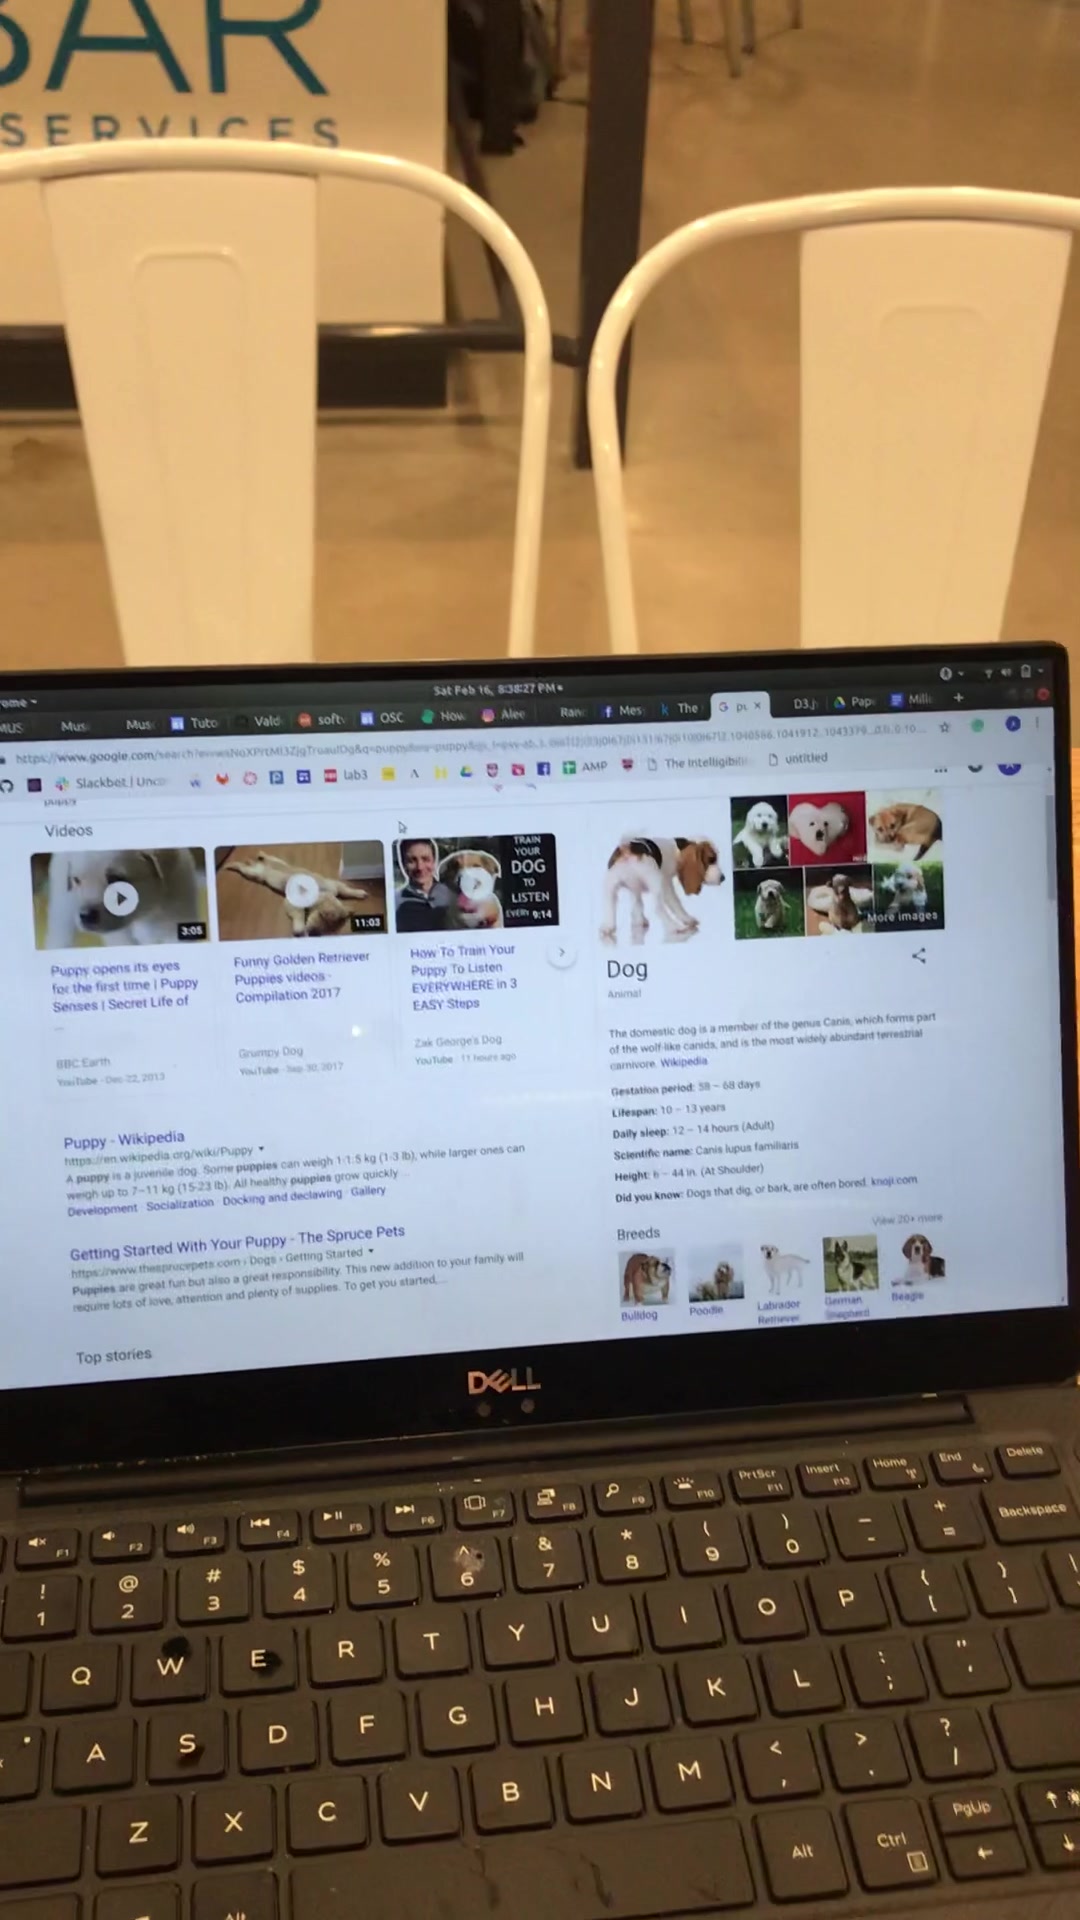 BAR
SERVICES
Sat Feb 16, 8:38:27 PM
Mus
Mus
Tuto
Vald
softv
OSC
How
Alee
Ran
Mes
The
D3.j
Pap
Milli
https://www.google.com/search?
Slackbot | Unc
lab3
AMP
The Intelligibili
untitled
Videos
3:05
11:03
TRAIN
YOUR
DOG
TO
LISTEN
EVERY
9:14
More images
Puppy opens its eyes
for the first time | Puppy
Senses | Secret Life of
...
BBC Earth
YouTube - Dec 22, 2013
Funny Golden Retriever
Puppies videos -
Compilation 2017
Grumpy Dog
YouTube - Sep 30, 2017
How To Train Your
Puppy To Listen
EVERYWHERE in 3
EASY Steps
Zak George's Dog
YouTube - 11 hours ago
Puppy - Wikipedia
https://en.wikipedia.org/wiki/Puppy
A puppy is a juvenile dog. Some puppies can weigh 1-1.5 kg (1-3 lb), while larger ones can
weigh up to 7–11 kg (15-23 lb). All healthy puppies grow quickly ...
Development · Socialization · Docking and declawing · Gallery
Getting Started With Your Puppy - The Spruce Pets
https://www.thesprucepets.com › Dogs › Getting Started
Puppies are great fun but also a great responsibility. This new addition to your family will
require lots of love, attention and plenty of supplies. To get you started, ...
Top stories
Dog
Animal
The domestic dog is a member of the genus Canis, which forms part
of the wolf-like canids, and is the most widely abundant terrestrial
carnivore. Wikipedia
Gestation period: 58 – 68 days
Lifespan: 10 – 13 years
Daily sleep: 12 – 14 hours (Adult)
Scientific name: Canis lupus familiaris
Height: 6 – 44 in. (At Shoulder)
Did you know: Dogs that dig, or bark, are often bored. knoji.com
Breeds
View 20+ more
Bulldog
Poodle
Labrador
Retriever
German
Shepherd
Beagle
DELL
F1 F2 F3 F4 F5 F6 F7 F8 F9 F10 PrtScr F11 Insert F12 Home End Delete
! 1 @ 2 # 3 $ 4 % 5 ^ 6 & 7 * 8 ( 9 ) 0 _ - + = Backspace
Q W E R T Y U I O P { [ } ]
A S D F G H J K L : ; " '
Z X C V B N M < , > . ? /
Alt Alt Ctrl PgUp